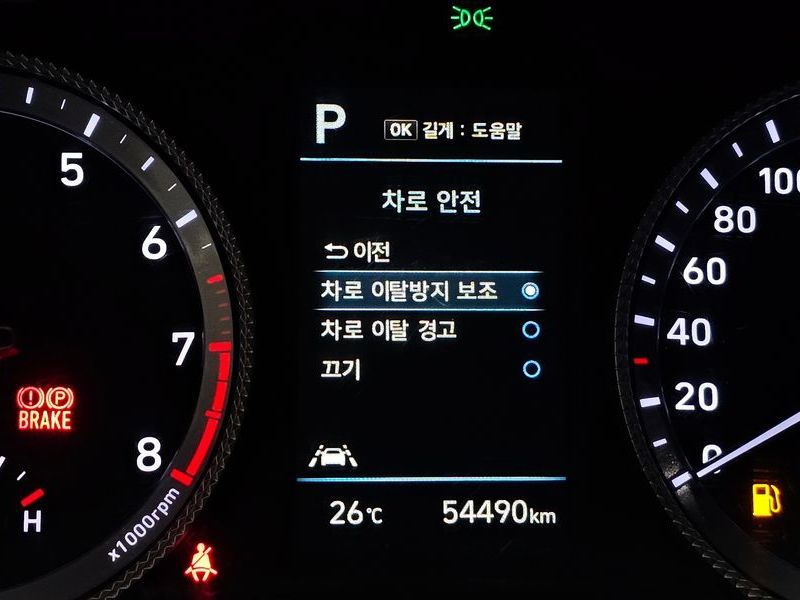 P
OK 길게 : 도움말
차로 안전
이전
차로 이탈방지 보조
차로 이탈 경고
끄기
26℃ 54490km
5
6
7
8
x1000rpm
H
(!) (P)
BRAKE
100
80
60
40
20
0